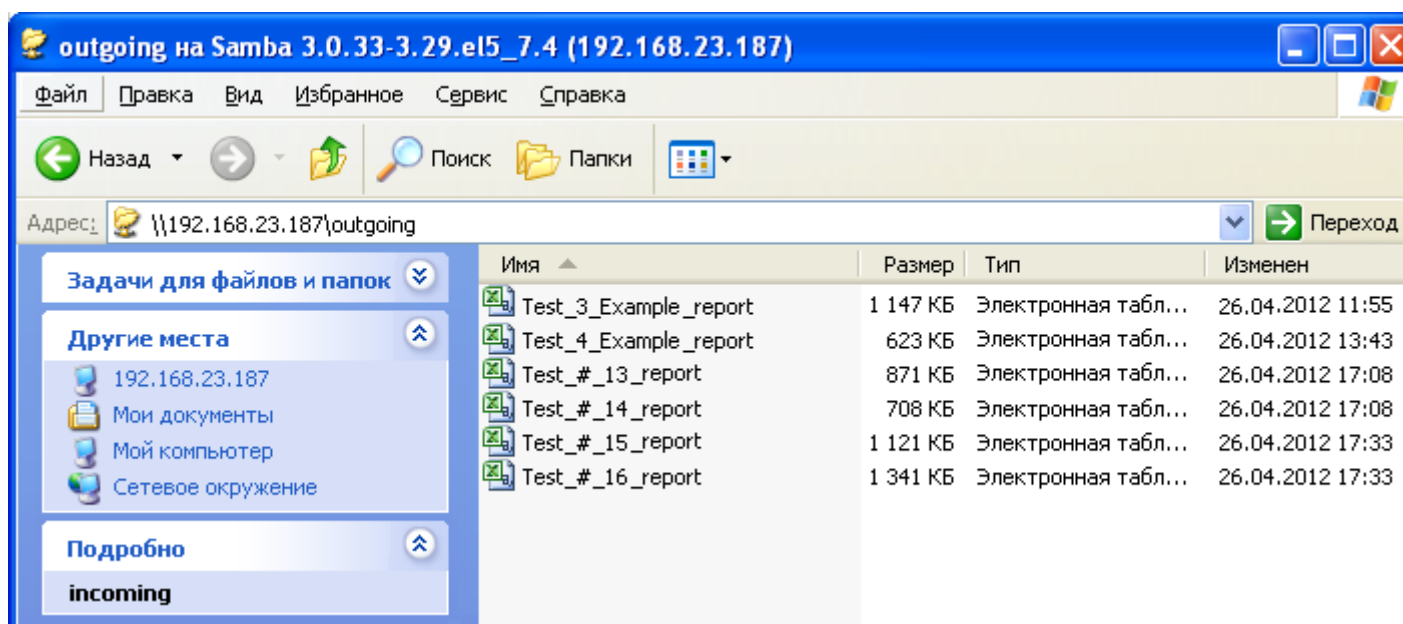 outgoing на Samba 3.0.33-3.29.el5_7.4 (192.168.23.187)
Файл Правка Вид Избранное Сервис Справка
Назад Поиск Папки
Адрес: \\192.168.23.187\outgoing Переход
Задачи для файлов и папок
Другие места
192.168.23.187
Мои документы
Мой компьютер
Сетевое окружение
Подробно
incoming
Имя Размер Тип Изменен
Test_3_Example_report 1 147 КБ Электронная табл... 26.04.2012 11:55
Test_4_Example_report 623 КБ Электронная табл... 26.04.2012 13:43
Test_#_13_report 871 КБ Электронная табл... 26.04.2012 17:08
Test_#_14_report 708 КБ Электронная табл... 26.04.2012 17:08
Test_#_15_report 1 121 КБ Электронная табл... 26.04.2012 17:33
Test_#_16_report 1 341 КБ Электронная табл... 26.04.2012 17:33